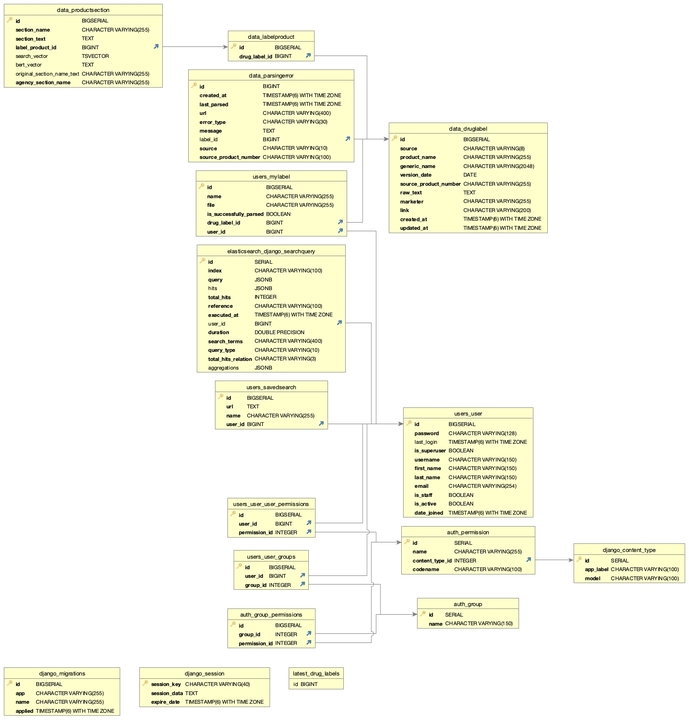 data_productsection
id BIGSERIAL
section_name CHARACTER VARYING(255)
section_text TEXT
label_product_id BIGINT
search_vector TSVECTOR
bert_vector TEXT
original_section_name_text CHARACTER VARYING(255)
agency_section_name CHARACTER VARYING(255)
data_labelproduct
id BIGSERIAL
drug_label_id BIGINT
data_parsingerror
id BIGINT
created_at TIMESTAMP(6) WITH TIME ZONE
last_parsed TIMESTAMP(6) WITH TIME ZONE
url CHARACTER VARYING(400)
error_type CHARACTER VARYING(30)
message TEXT
label_id BIGINT
source CHARACTER VARYING(10)
source_product_number CHARACTER VARYING(100)
data_druglabel
id BIGSERIAL
source CHARACTER VARYING(8)
product_name CHARACTER VARYING(255)
generic_name CHARACTER VARYING(2048)
version_date DATE
source_product_number CHARACTER VARYING(255)
raw_text TEXT
marketer CHARACTER VARYING(255)
link CHARACTER VARYING(200)
created_at TIMESTAMP(6) WITH TIME ZONE
updated_at TIMESTAMP(6) WITH TIME ZONE
users_mylabel
id BIGSERIAL
name CHARACTER VARYING(255)
file CHARACTER VARYING(255)
is_successfully_parsed BOOLEAN
drug_label_id BIGINT
user_id BIGINT
elasticsearch_django_searchquery
id SERIAL
index CHARACTER VARYING(100)
query JSONB
hits JSONB
total_hits INTEGER
reference CHARACTER VARYING(100)
executed_at TIMESTAMP(6) WITH TIME ZONE
user_id BIGINT
duration DOUBLE PRECISION
search_terms CHARACTER VARYING(400)
query_type CHARACTER VARYING(10)
total_hits_relation CHARACTER VARYING(3)
aggregations JSONB
users_savedsearch
id BIGSERIAL
url TEXT
name CHARACTER VARYING(255)
user_id BIGINT
users_user
id BIGSERIAL
password CHARACTER VARYING(128)
last_login TIMESTAMP(6) WITH TIME ZONE
is_superuser BOOLEAN
username CHARACTER VARYING(150)
first_name CHARACTER VARYING(150)
last_name CHARACTER VARYING(150)
email CHARACTER VARYING(254)
is_staff BOOLEAN
is_active BOOLEAN
date_joined TIMESTAMP(6) WITH TIME ZONE
users_user_user_permissions
id BIGSERIAL
user_id BIGINT
permission_id INTEGER
auth_permission
id SERIAL
name CHARACTER VARYING(255)
content_type_id INTEGER
codename CHARACTER VARYING(100)
django_content_type
id SERIAL
app_label CHARACTER VARYING(100)
model CHARACTER VARYING(100)
users_user_groups
id BIGSERIAL
user_id BIGINT
group_id INTEGER
auth_group
id SERIAL
name CHARACTER VARYING(150)
auth_group_permissions
id BIGSERIAL
group_id INTEGER
permission_id INTEGER
django_migrations
id BIGSERIAL
app CHARACTER VARYING(255)
name CHARACTER VARYING(255)
applied TIMESTAMP(6) WITH TIME ZONE
django_session
session_key CHARACTER VARYING(40)
session_data TEXT
expire_date TIMESTAMP(6) WITH TIME ZONE
latest_drug_labels
id BIGINT